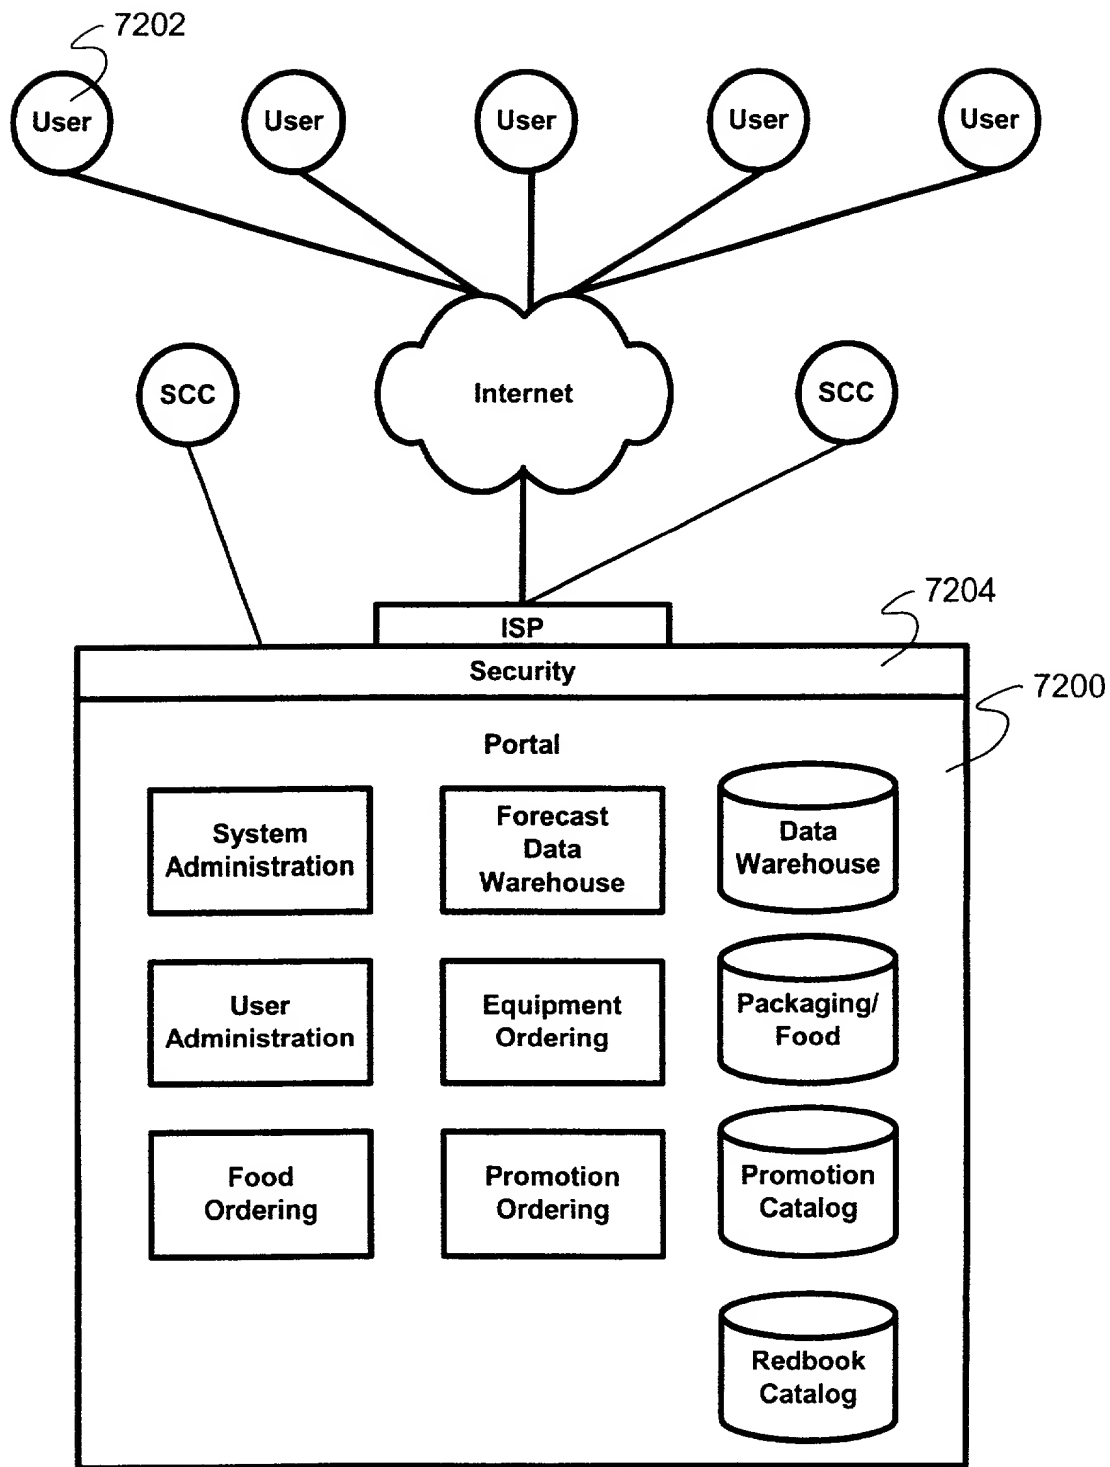 7202
User
User
User
User
User
SCC
Internet
SCC
7204
ISP
Security
7200
Portal
System
Administration
Forecast
Data
Warehouse
Data
Warehouse
User
Administration
Equipment
Ordering
Packaging/
Food
Food
Ordering
Promotion
Ordering
Promotion
Catalog
Redbook
Catalog